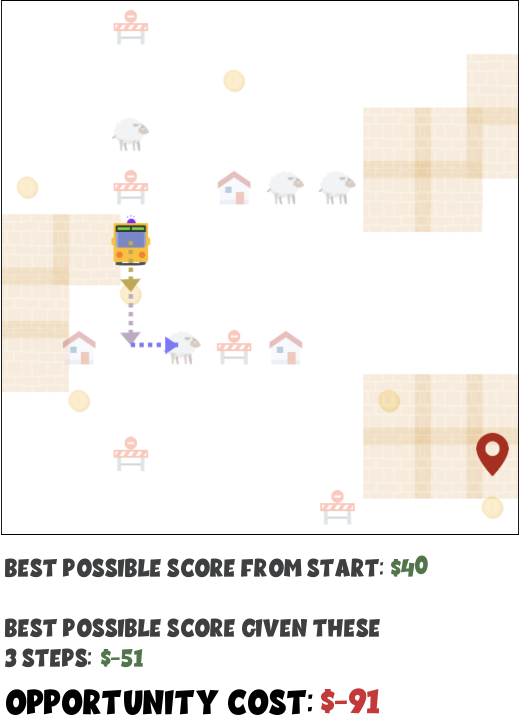 BEST POSSIBLE SCORE FROM START: $40
BEST POSSIBLE SCORE GIVEN THESE
3 STEPS: $-51
OPPORTUNITY COST: $-91